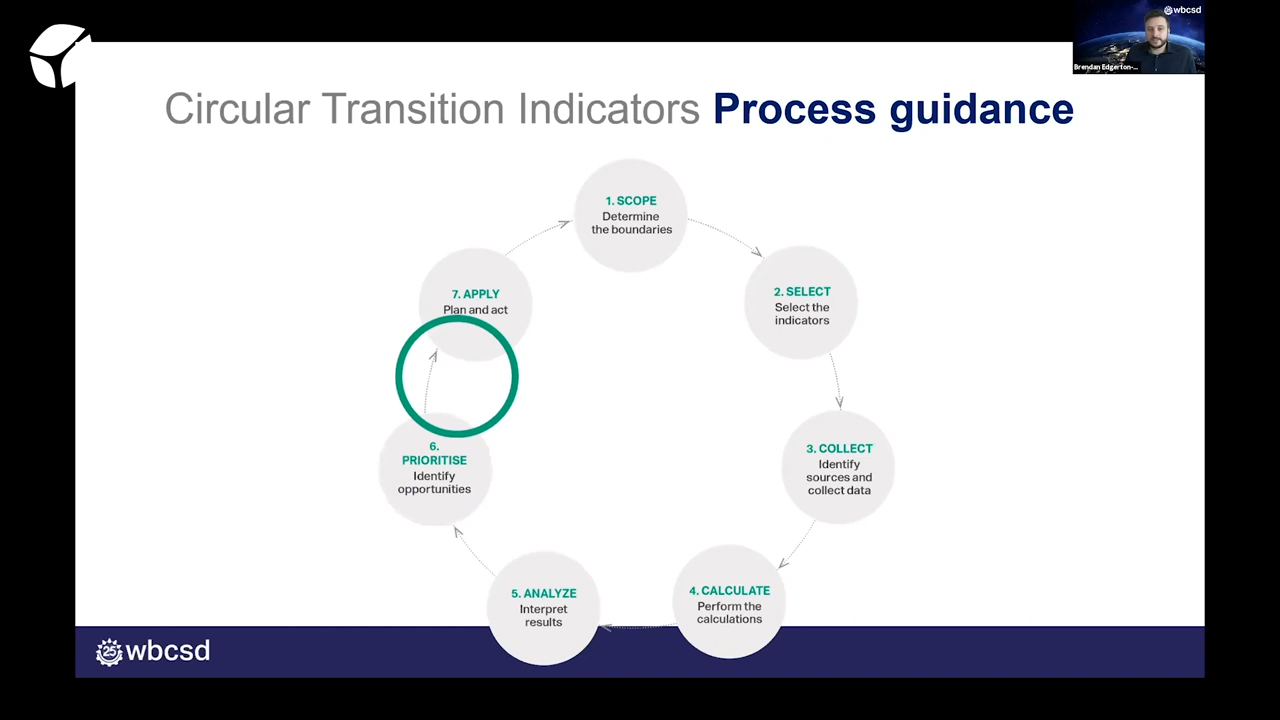 wbcsd
Brendan Edgerton-...
Circular Transition Indicators Process guidance
1. SCOPE
Determine
the boundaries
2. SELECT
Select the
indicators
3. COLLECT
Identify
sources and
collect data
4. CALCULATE
Perform the
calculations
5. ANALYZE
Interpret
results
6.
PRIORITISE
Identify
opportunities
7. APPLY
Plan and act
25 wbcsd